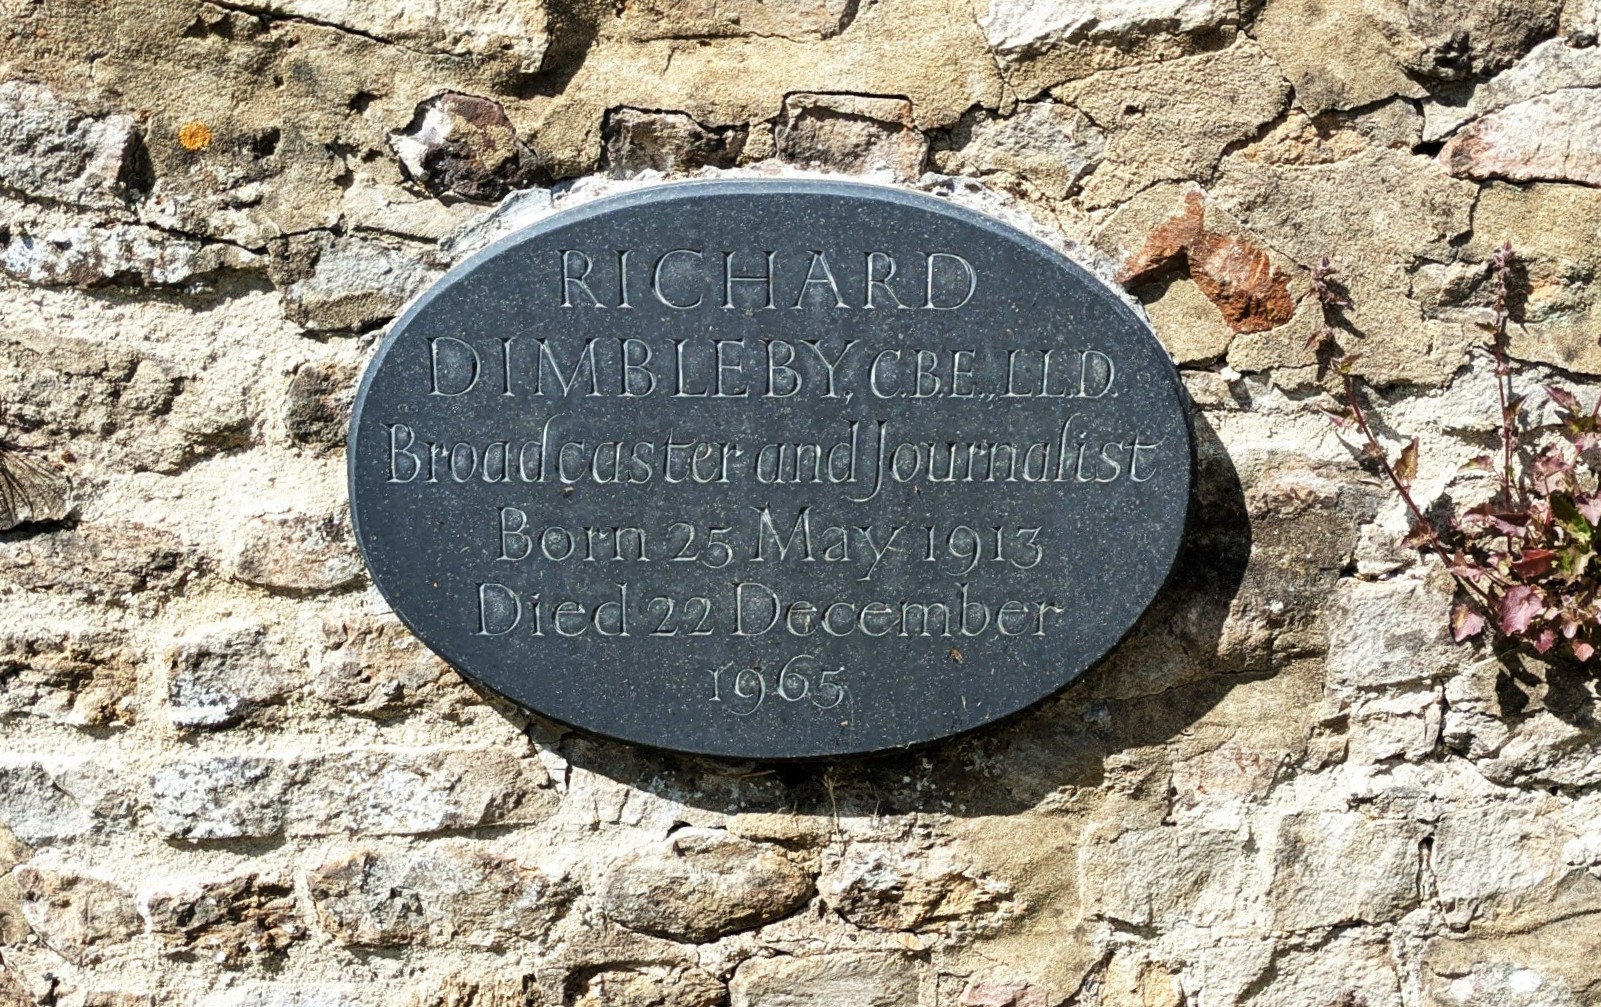 RICHARD
DIMBLEBY, C.B.E., LL.D.
Broadcaster and Journalist
Born 25 May 1913
Died 22 December
1965